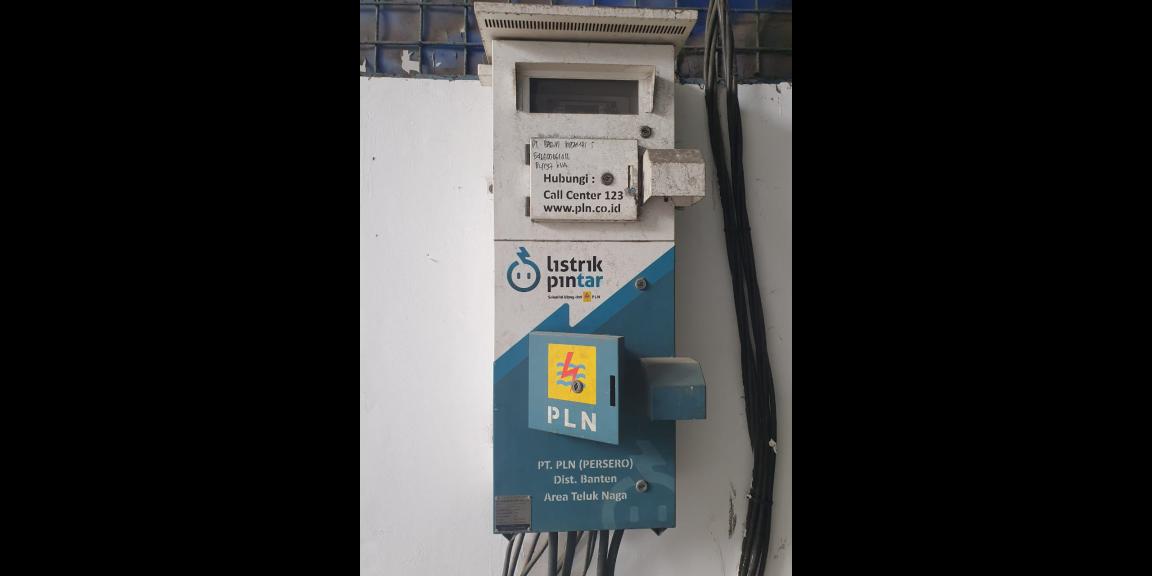 Hubungi :
Call Center 123
www.pln.co.id
listrik
pintar
PLN
PLN
PT. PLN (PERSERO)
Dist. Banten
Area Teluk Naga